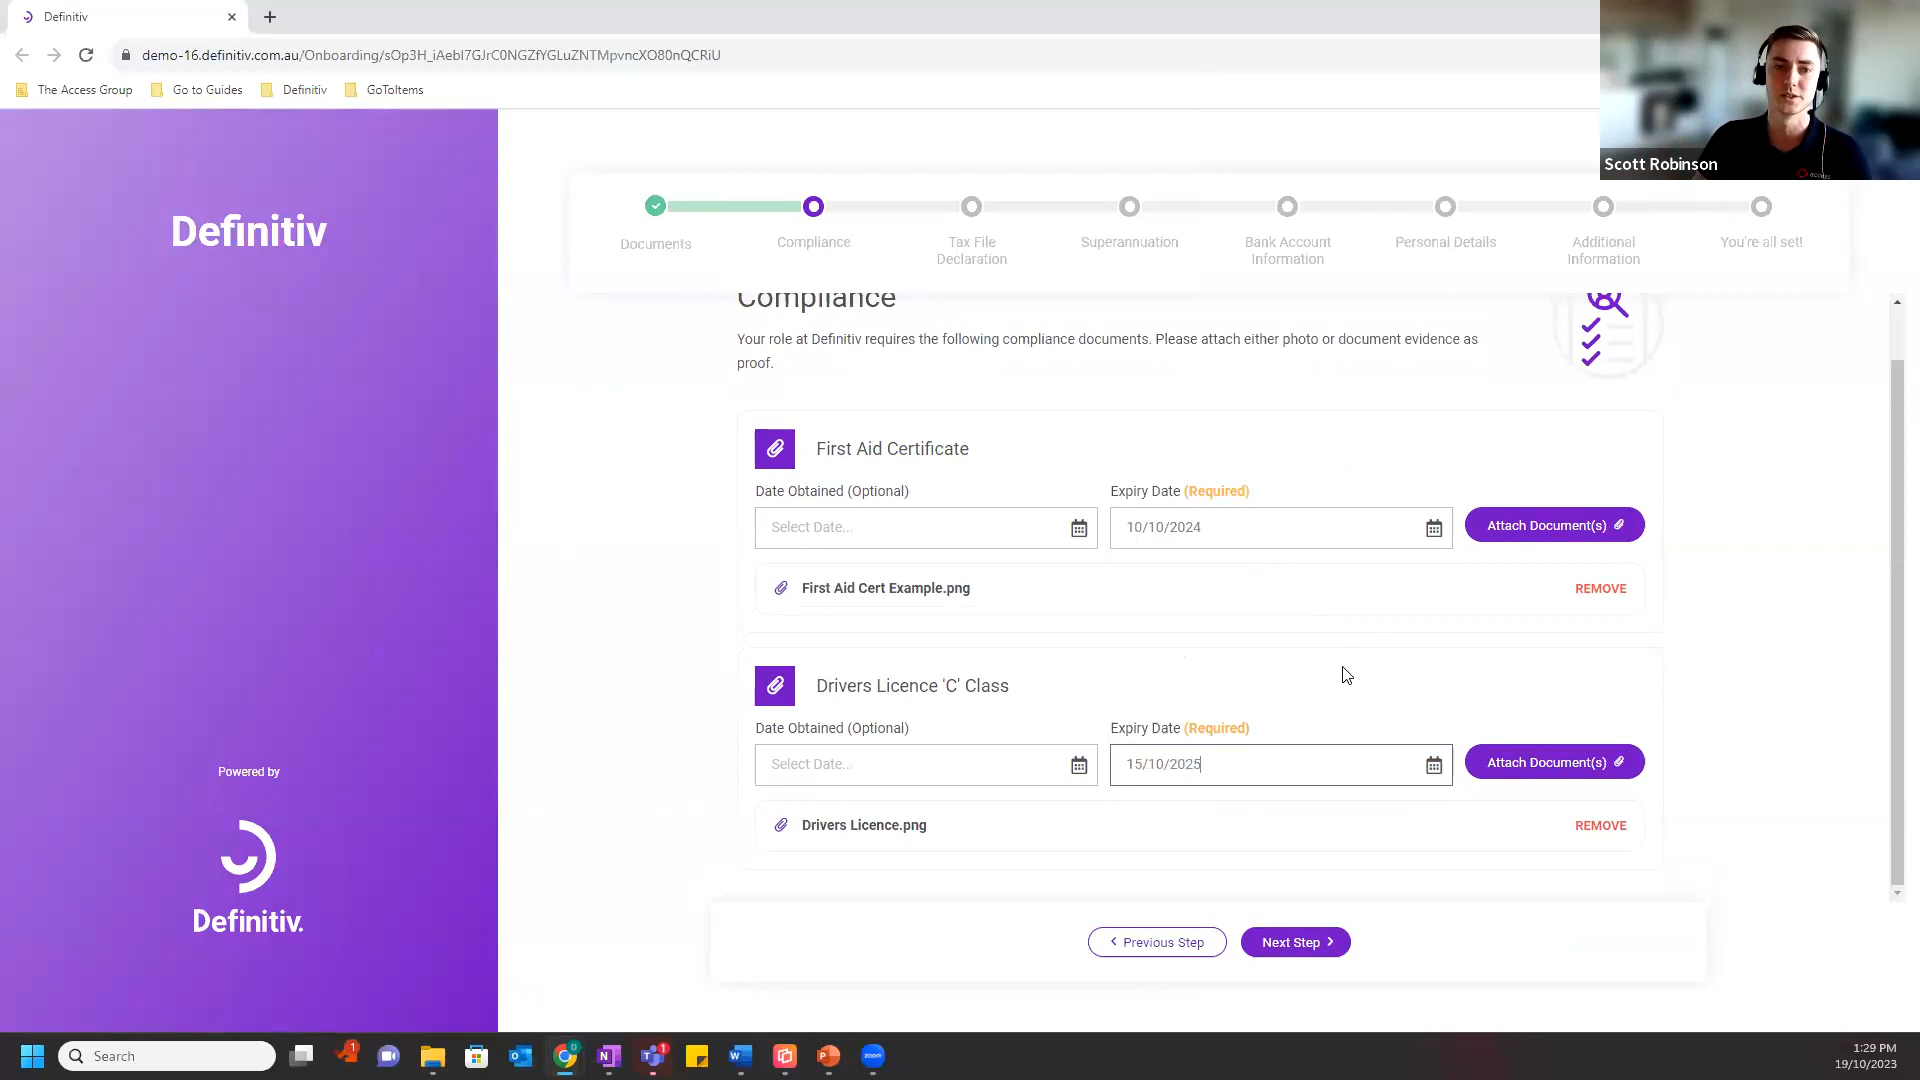 Definitiv
demo-16.definitiv.com.au/Onboarding/sOp3H_iAebI7GJrC0NGZfYGLuZNTMpvncXO80nQCRiU
The Access Group
Go to Guides
Definitiv
GoToItems
Scott Robinson
Definitiv
Documents
Compliance
Tax File
Declaration
Superannuation
Bank Account
Information
Personal Details
Additional
Information
You're all set!
Compliance
Your role at Definitiv requires the following compliance documents. Please attach either photo or document evidence as
proof.
First Aid Certificate
Date Obtained (Optional)
Expiry Date (Required)
Select Date...
10/10/2024
Attach Document(s)
First Aid Cert Example.png
REMOVE
Drivers Licence 'C' Class
Date Obtained (Optional)
Expiry Date (Required)
Select Date...
15/10/2025
Attach Document(s)
Drivers Licence.png
REMOVE
Powered by
Definitiv.
Previous Step
Next Step
Search
1
1
zoom
1:29 PM
19/10/2023